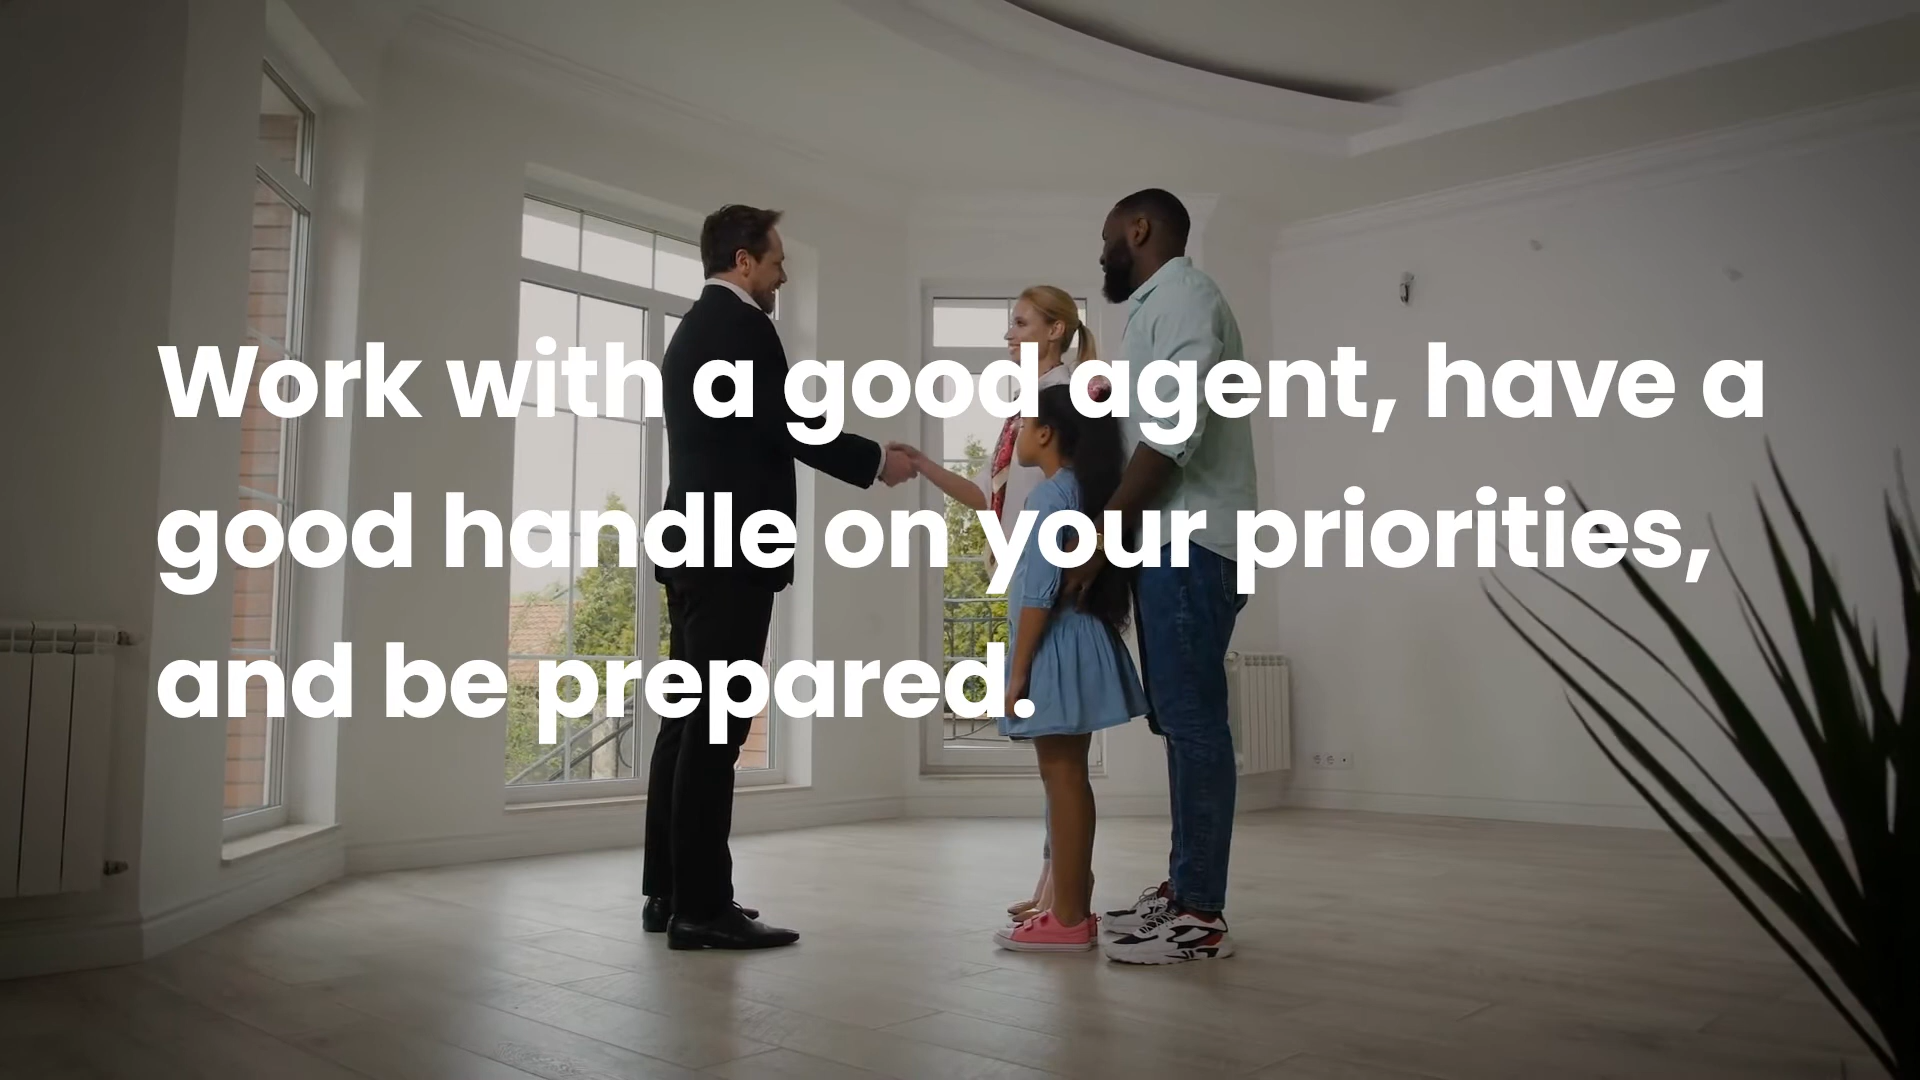 Work with a good agent, have a
good handle on your priorities,
and be prepared.